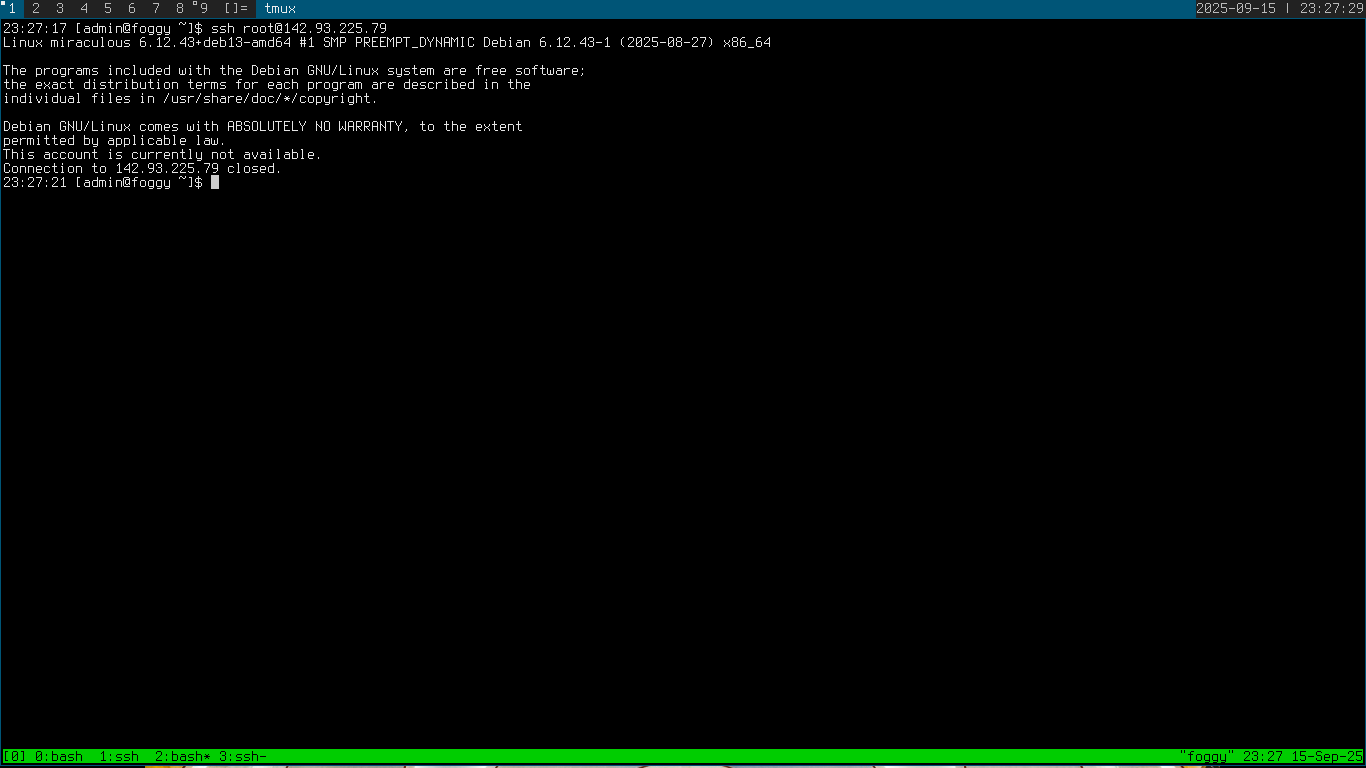 1 2 3 4 5 6 7 8 9 []= tmux 2025-09-15 | 23:27:29
23:27:17 [admin@foggy ~]$ ssh root@142.93.225.79
Linux miraculous 6.12.43+deb13-amd64 #1 SMP PREEMPT_DYNAMIC Debian 6.12.43-1 (2025-08-27) x86_64
The programs included with the Debian GNU/Linux system are free software;
the exact distribution terms for each program are described in the
individual files in /usr/share/doc/*/copyright.
Debian GNU/Linux comes with ABSOLUTELY NO WARRANTY, to the extent
permitted by applicable law.
This account is currently not available.
Connection to 142.93.225.79 closed.
23:27:21 [admin@foggy ~]$
[0] 0:bash  1:ssh  2:bash* 3:ssh- "foggy" 23:27 15-Sep-25